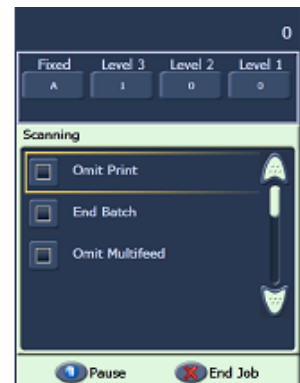 0
Fixed Level 3 Level 2 Level 1
A 1 0 0
Scanning
Omit Print
End Batch
Omit Multifeed
Pause End Job